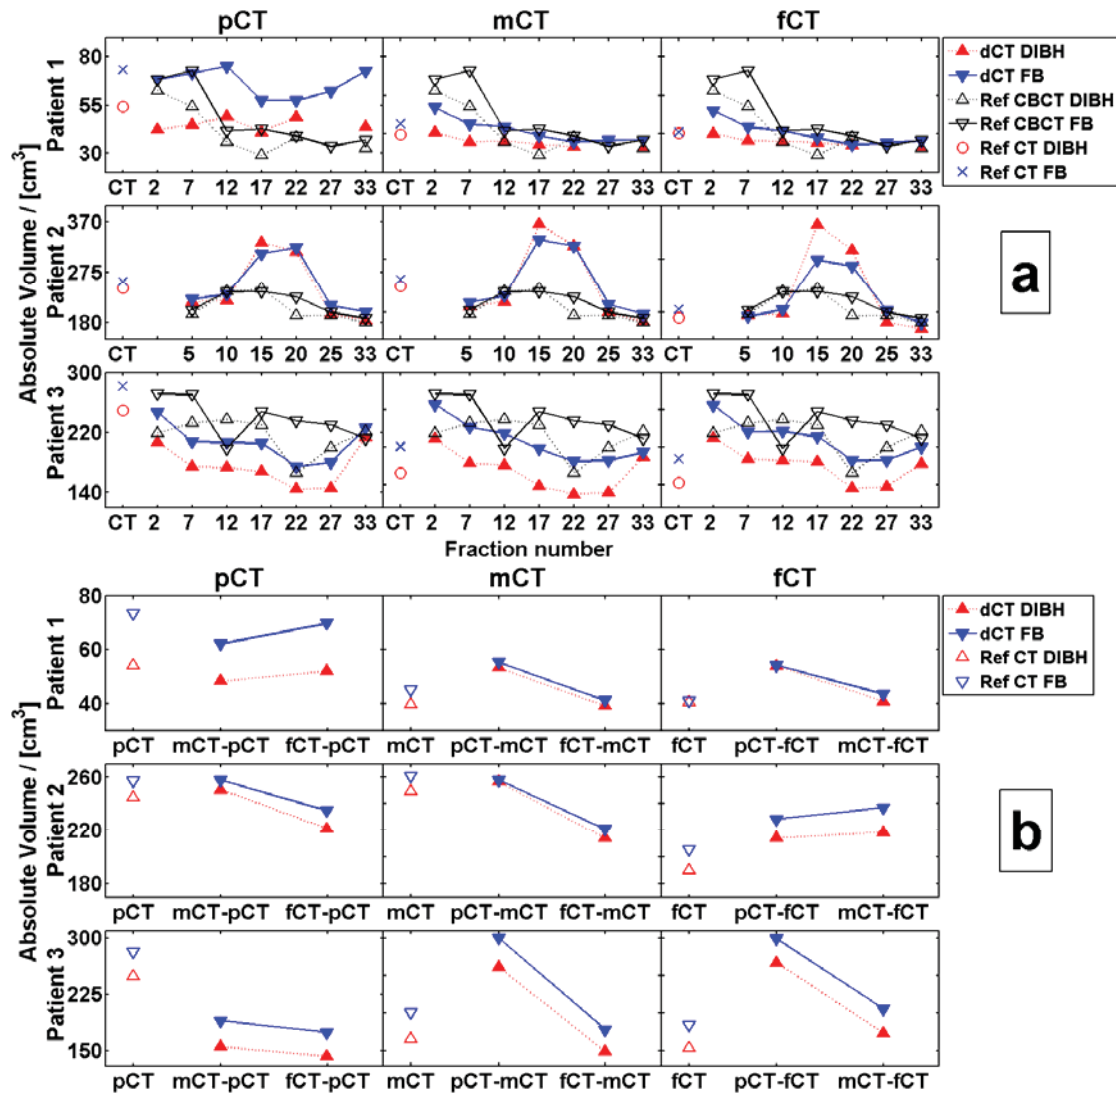 pCT mCT fCT
80
55
30
Patient 1
CT 2 7 12 17 22 27 33 CT 2 7 12 17 22 27 33 CT 2 7 12 17 22 27 33
dCT DIBH
dCT FB
Ref CBCT DIBH
Ref CBCT FB
Ref CT DIBH
Ref CT FB
Absolute Volume / [cm³]
370
275
180
Patient 2
CT 5 10 15 20 25 33 CT 5 10 15 20 25 33 CT 5 10 15 20 25 33
a
300
220
140
Patient 3
CT 2 7 12 17 22 27 33 CT 2 7 12 17 22 27 33 CT 2 7 12 17 22 27 33
Fraction number
pCT mCT fCT
80
60
40
Patient 1
pCT mCT-pCT fCT-pCT mCT pCT-mCT fCT-mCT fCT pCT-fCT mCT-fCT
dCT DIBH
dCT FB
Ref CT DIBH
Ref CT FB
Absolute Volume / [cm³]
260
220
180
Patient 2
pCT mCT-pCT fCT-pCT mCT pCT-mCT fCT-mCT fCT pCT-fCT mCT-fCT
b
300
225
150
Patient 3
pCT mCT-pCT fCT-pCT mCT pCT-mCT fCT-mCT fCT pCT-fCT mCT-fCT